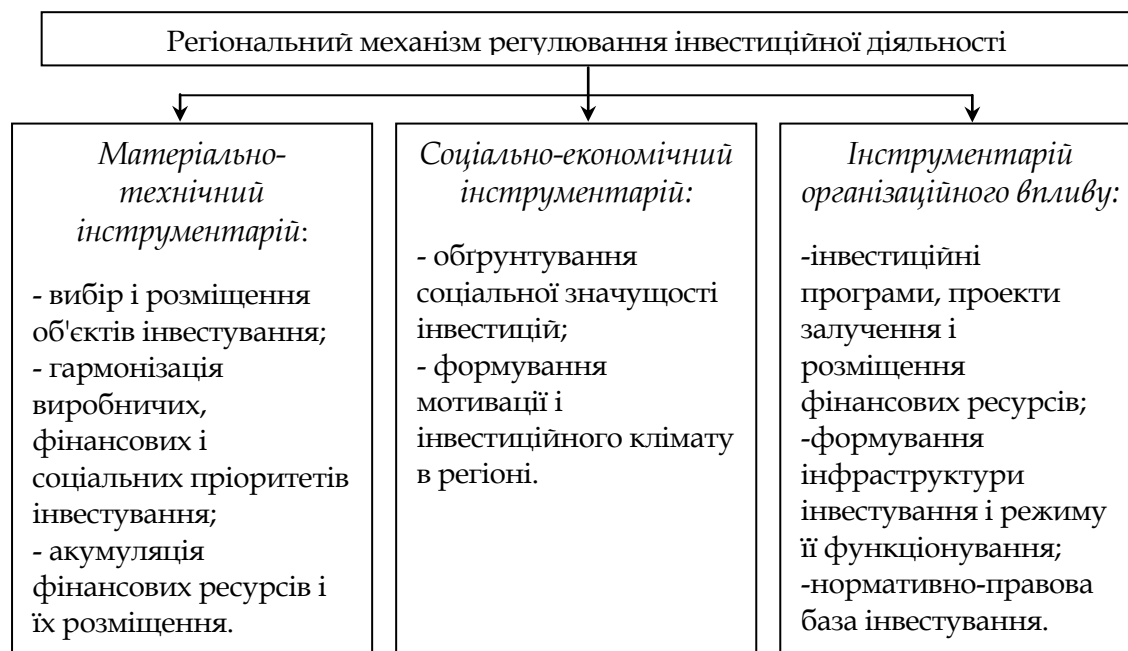 Регіональний механізм регулювання інвестиційної діяльності
Матеріально-
технічний
інструментарій:
- вибір і розміщення
об'єктів інвестування;
- гармонізація
виробничих,
фінансових і
соціальних пріоритетів
інвестування;
- акумуляція
фінансових ресурсів і
їх розміщення.
Соціально-економічний
інструментарій:
- обґрунтування
соціальної значущості
інвестицій;
- формування
мотивації і
інвестиційного клімату
в регіоні.
Інструментарій
організаційного впливу:
-інвестиційні
програми, проекти
залучення і
розміщення
фінансових ресурсів;
-формування
інфраструктури
інвестування і режиму
її функціонування;
-нормативно-правова
база інвестування.